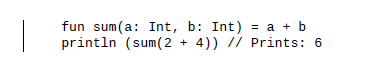 fun sum(a: Int, b: Int) = a + b
println (sum(2 + 4)) // Prints: 6